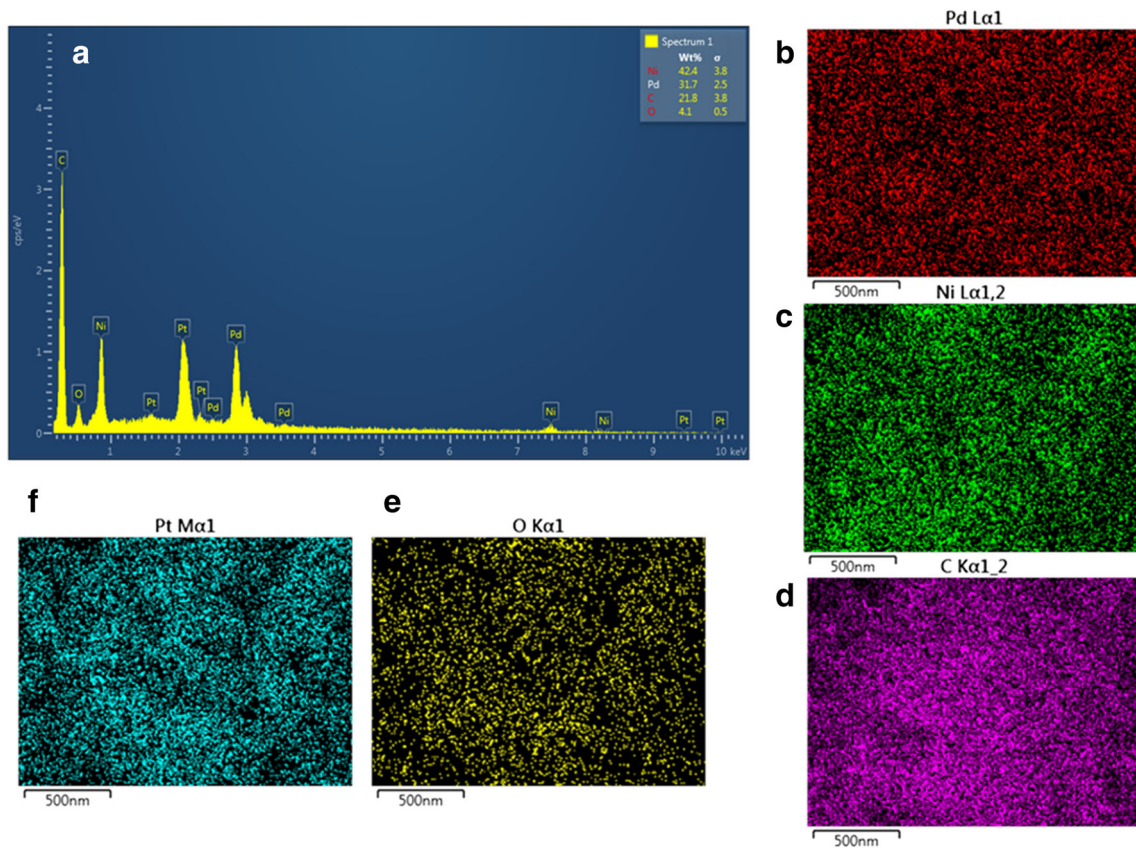 a
Spectrum 1
Wt% σ
Ni 42.4 3.8
Pd 31.7 2.5
C 21.8 3.8
O 4.1 0.5
cps/eV
4
3
2
1
0
C
O
Ni
Pt
Pt
Pt
Pd
Pd
Pd
Ni
Ni
Pt
Pt
1 2 3 4 5 6 7 8 9 10 keV
b
Pd Lα1
500nm
c
Ni Lα1,2
500nm
d
C Kα1_2
500nm
f
Pt Mα1
500nm
e
O Kα1
500nm